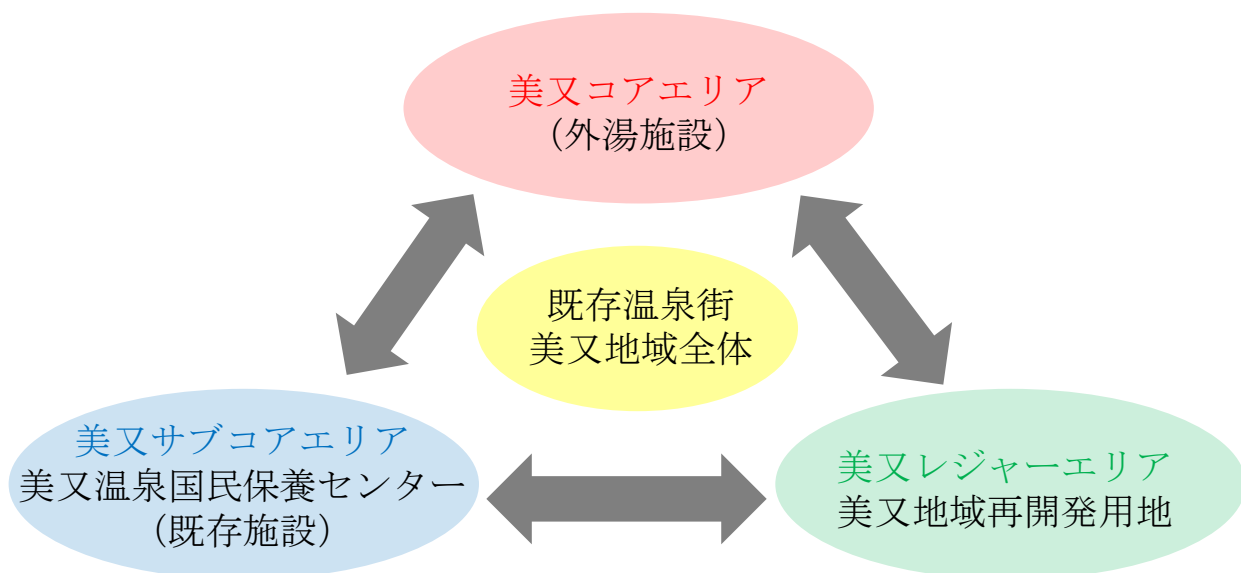 美又コアエリア
（外湯施設）
既存温泉街
美又地域全体
美又サブコアエリア
美又温泉国民保養センター
（既存施設）
美又レジャーエリア
美又地域再開発用地